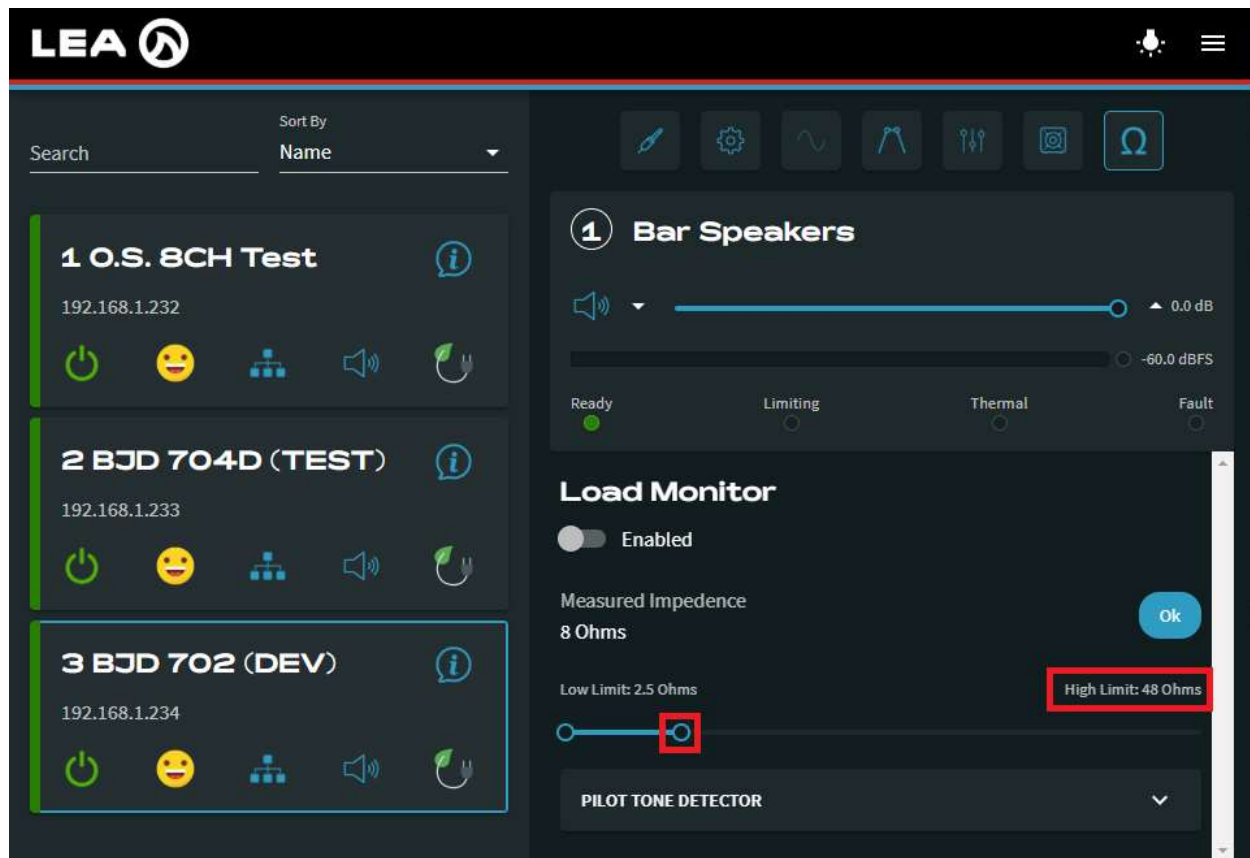 LEA
Search
Sort By
Name
1 O.S. 8CH Test
192.168.1.232
2 BJD 704D (TEST)
192.168.1.233
3 BJD 702 (DEV)
192.168.1.234
Ω
1 Bar Speakers
0.0 dB
-60.0 dBFS
Ready Limiting Thermal Fault
Load Monitor
Enabled
Measured Impedence
8 Ohms
Ok
Low Limit: 2.5 Ohms High Limit: 48 Ohms
PILOT TONE DETECTOR